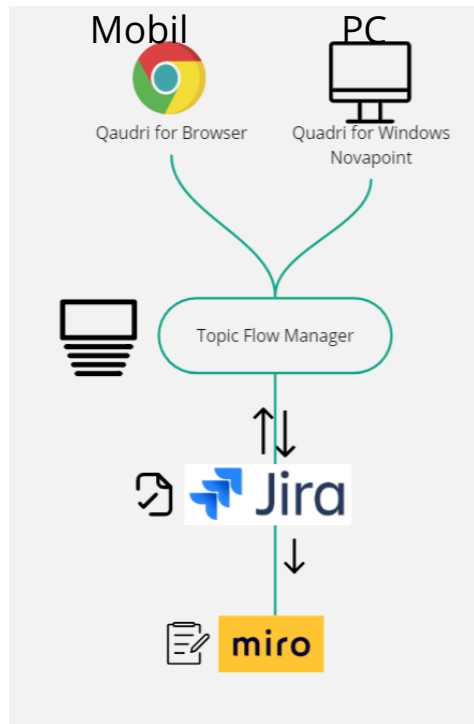 Mobil
PC
Qaudri for Browser
Quadri for Windows
Novapoint
Topic Flow Manager
Jira
miro